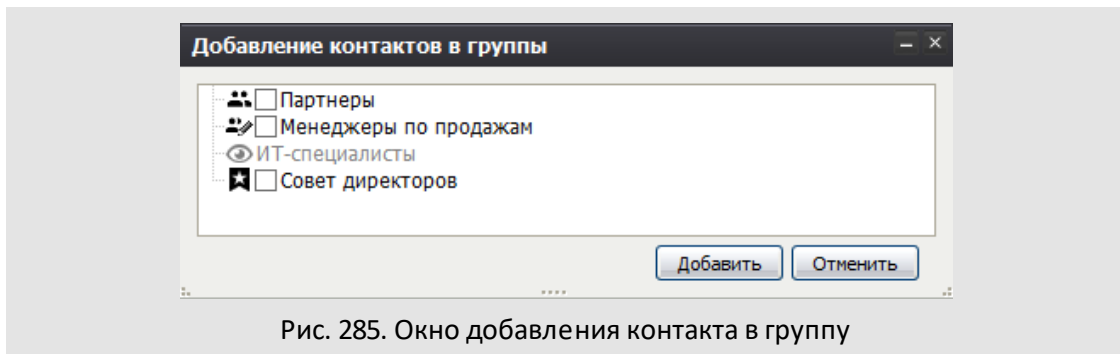 Добавление контактов в группы
Партнеры
Менеджеры по продажам
ИТ-специалисты
Совет директоров
Добавить Отменить
Рис. 285. Окно добавления контакта в группу